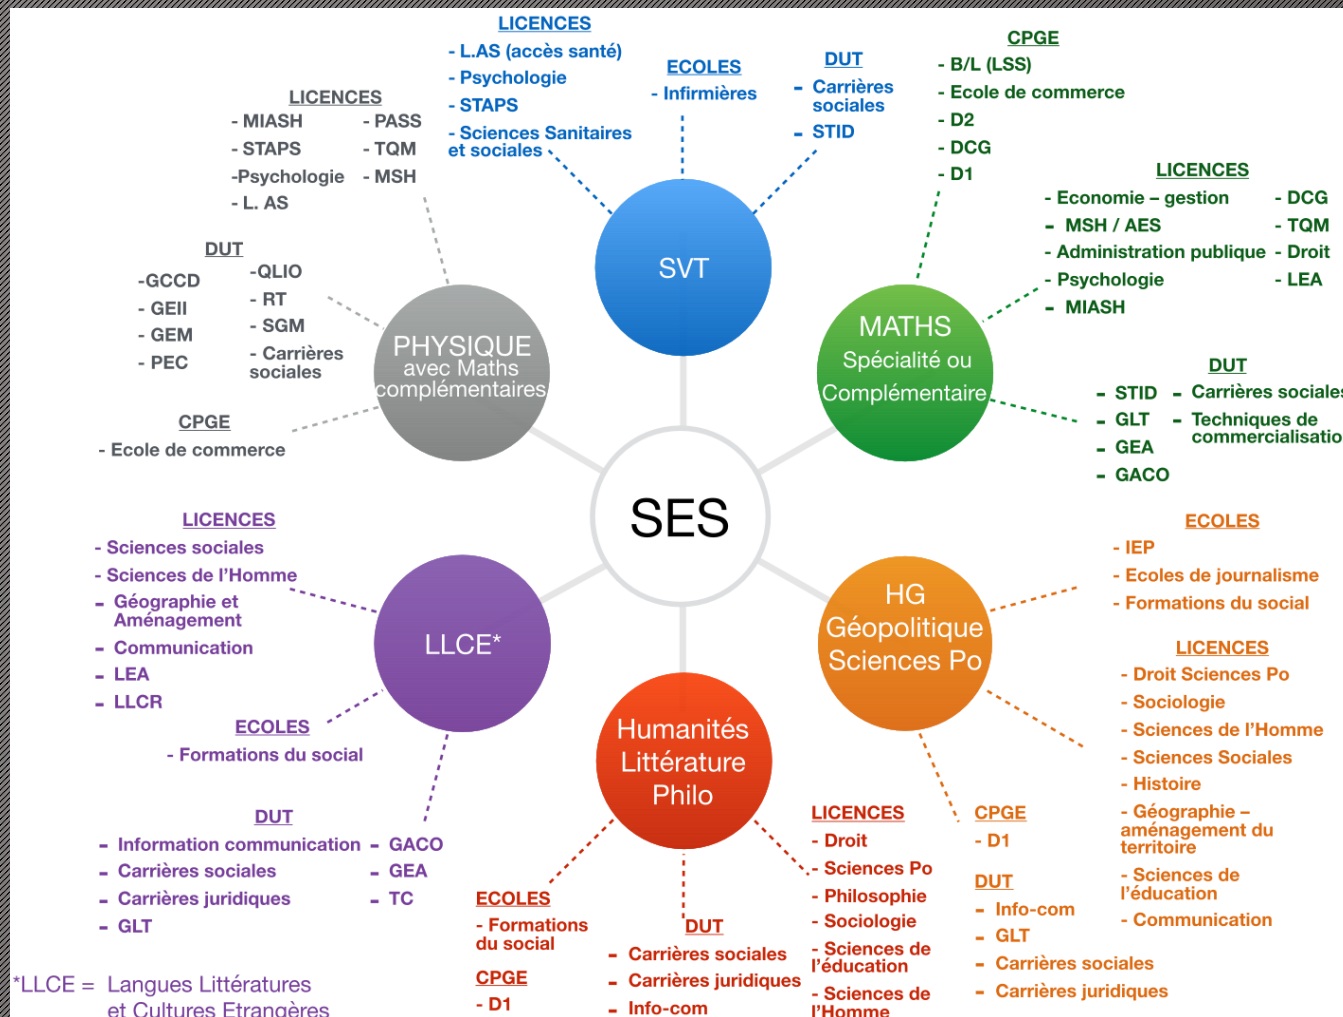 LICENCES
- L.AS (accès santé)
- Psychologie
- STAPS
- Sciences Sanitaires
et sociales
ECOLES
- Infirmières
DUT
- Carrières
sociales
- STID
SVT
CPGE
- B/L (LSS)
- Ecole de commerce
- D2
- DCG
- D1
LICENCES
- Economie – gestion
- MSH / AES
- Administration publique
- Psychologie
- MIASH
- DCG
- TQM
- Droit
- LEA
MATHS
Spécialité ou
Complémentaire
DUT
- STID
- GLT
- GEA
- GACO
- Carrières sociales
- Techniques de
commercialisatio
LICENCES
- MIASH
- STAPS
-Psychologie
- L. AS
- PASS
- TQM
- MSH
DUT
-GCCD
- GEII
- GEM
- PEC
-QLIO
- RT
- SGM
- Carrières
sociales
PHYSIQUE
avec Maths
complémentaires
CPGE
- Ecole de commerce
SES
LICENCES
- Sciences sociales
- Sciences de l'Homme
- Géographie et
Aménagement
- Communication
- LEA
- LLCR
LLCE*
ECOLES
- Formations du social
DUT
- Information communication
- Carrières sociales
- Carrières juridiques
- GLT
- GACO
- GEA
- TC
*LLCE = Langues Littératures
et Cultures Etrangères
Humanités
Littérature
Philo
ECOLES
- Formations
du social
CPGE
- D1
DUT
- Carrières sociales
- Carrières juridiques
- Info-com
LICENCES
- Droit
- Sciences Po
- Philosophie
- Sociologie
- Sciences de
l'éducation
- Sciences de
l'Homme
HG
Géopolitique
Sciences Po
ECOLES
- IEP
- Ecoles de journalisme
- Formations du social
LICENCES
- Droit Sciences Po
- Sociologie
- Sciences de l'Homme
- Sciences Sociales
- Histoire
- Géographie –
aménagement du
territoire
- Sciences de
l'éducation
- Communication
CPGE
- D1
DUT
- Info-com
- GLT
- Carrières sociales
- Carrières juridiques